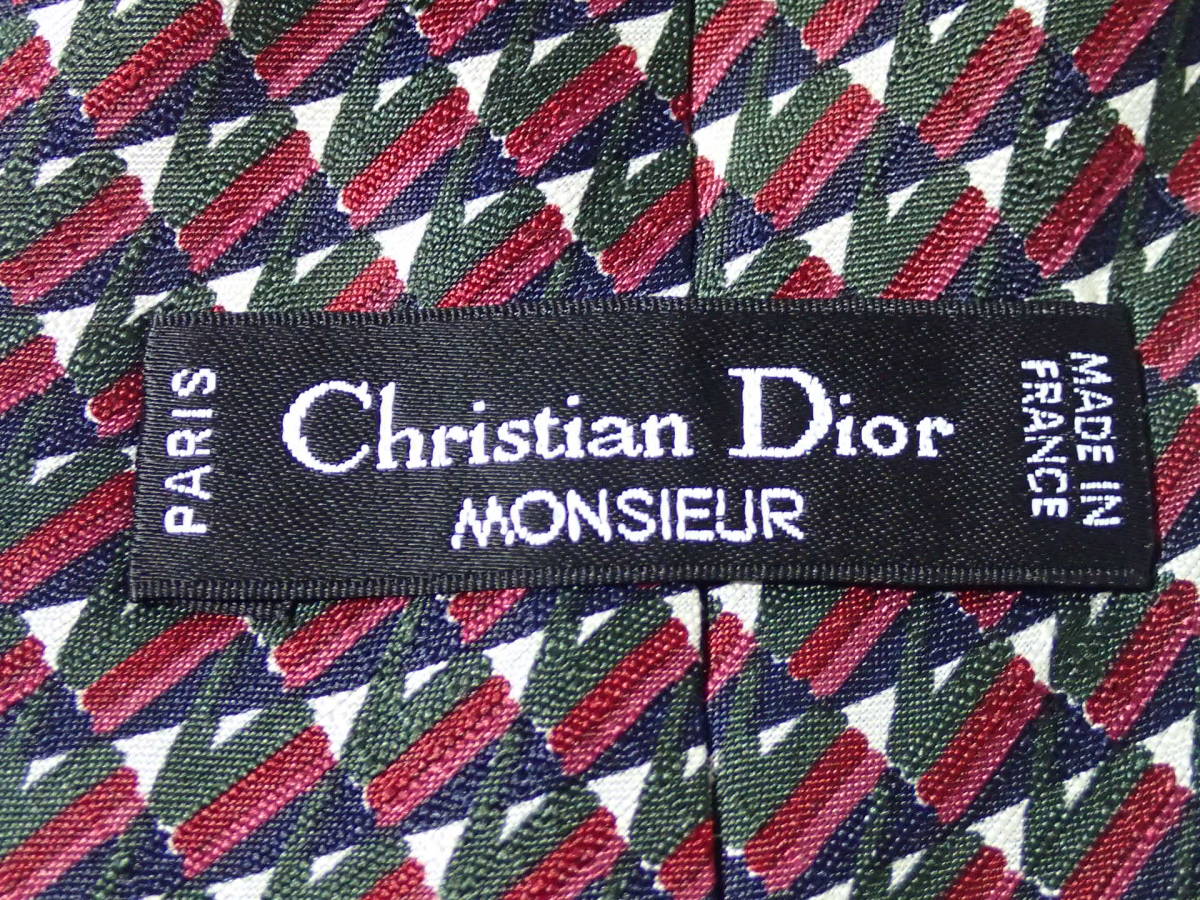 PARIS
Christian Dior
MONSIEUR
MADE IN
FRANCE